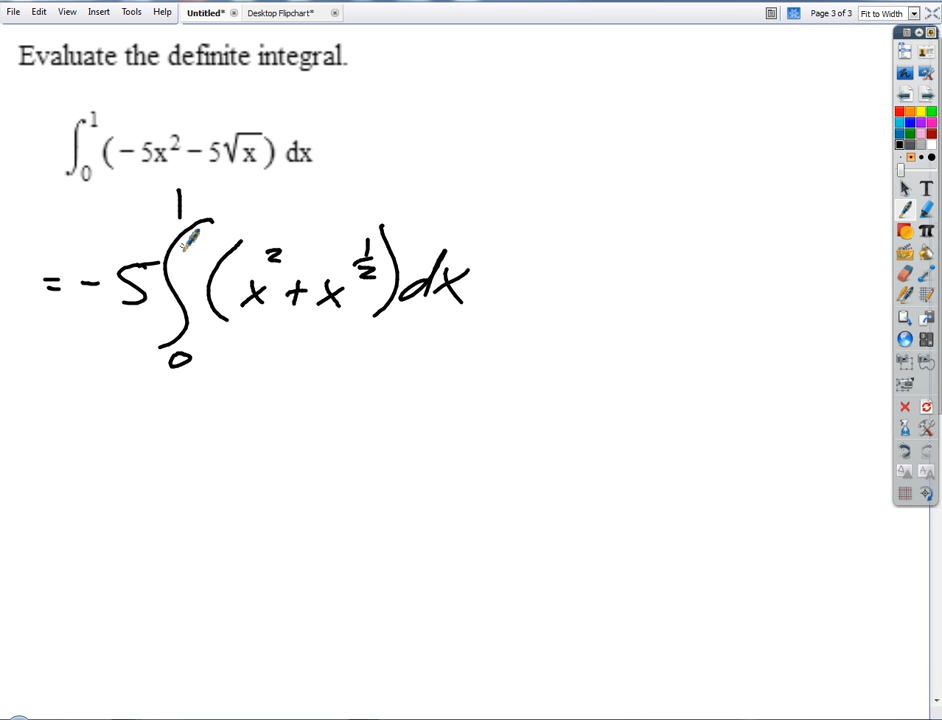 File Edit View Insert Tools Help Untitled* Desktop Flipchart* Page 3 of 3 Fit to Width
Evaluate the definite integral.
∫₀¹ (− 5x² − 5√x) dx
= − 5 ∫₀¹ (x² + x^(1/2)) dx
T
π
A A